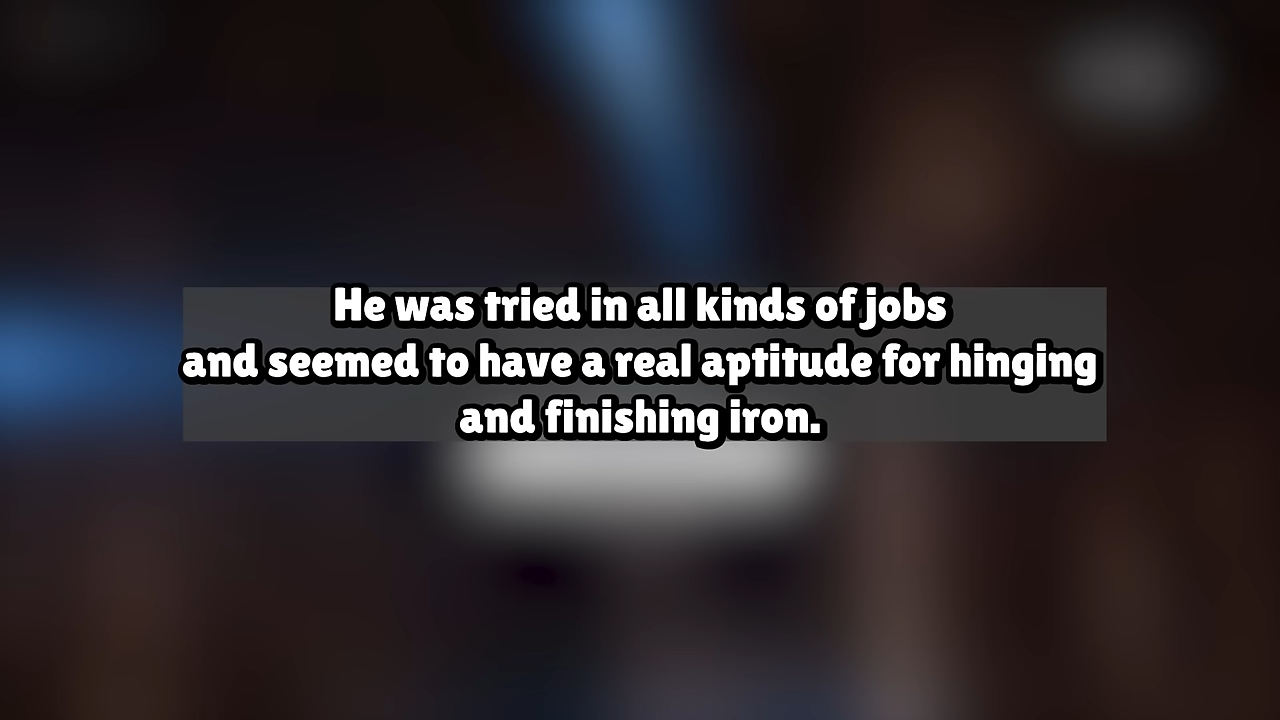 He was tried in all kinds of jobs
and seemed to have a real aptitude for hinging
and finishing iron.